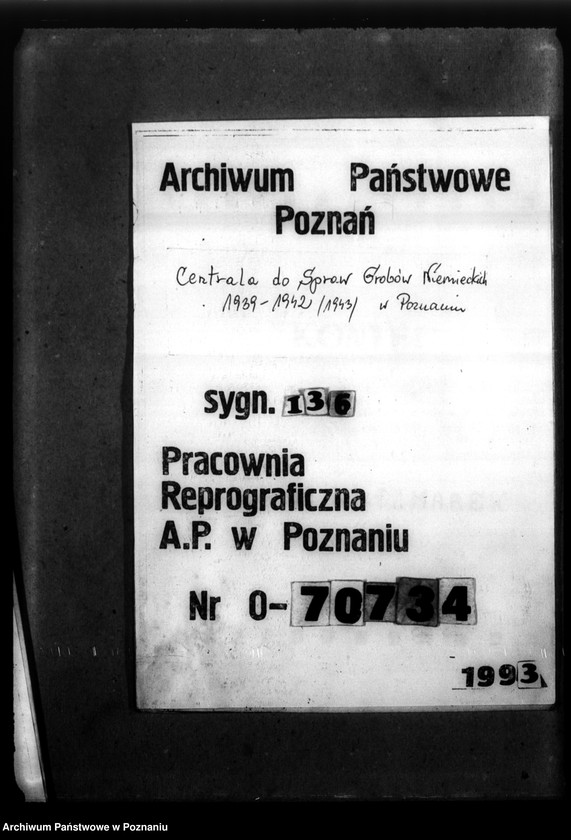 Archiwum Państwowe
Poznań
Centrala do Spraw Grobów Niemieckich
1939-1942 /1943/ w Poznaniu
sygn. 136
Pracownia
Reprograficzna
A.P. w Poznaniu
Nr O-70734
1993
Archiwum Państwowe w Poznaniu